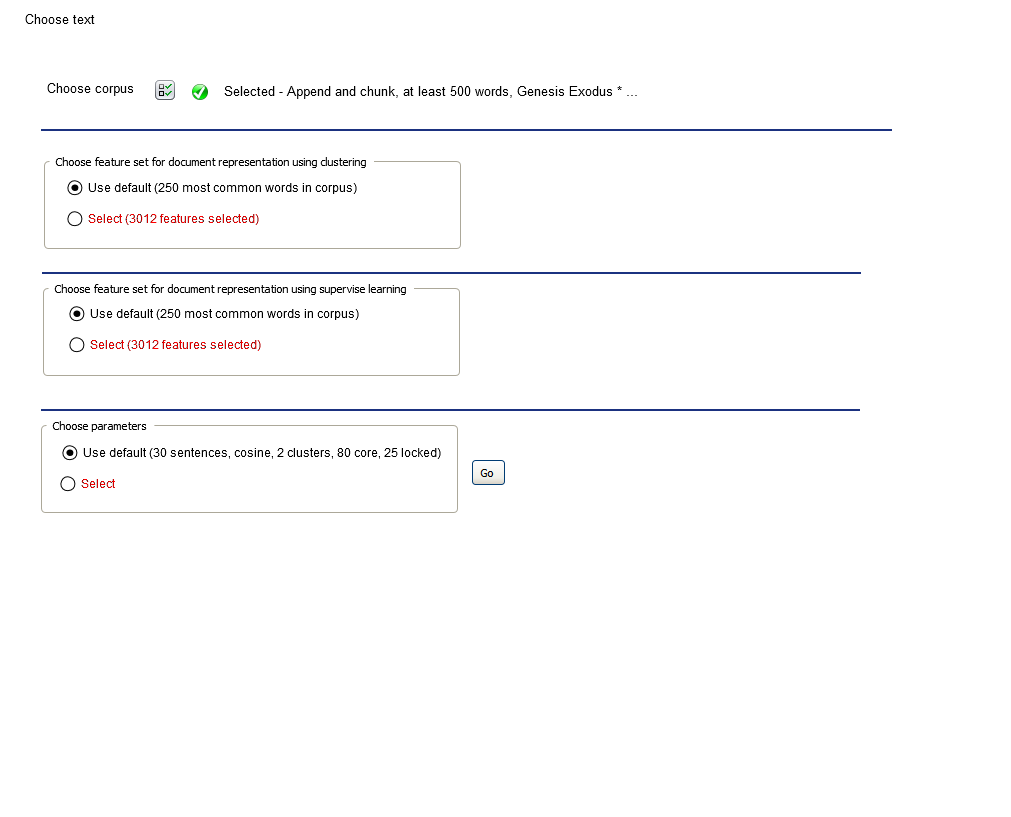 Choose text
Choose corpus Selected - Append and chunk, at least 500 words, Genesis Exodus * ...
Choose feature set for document representation using clustering
Use default (250 most common words in corpus)
Select (3012 features selected)
Choose feature set for document representation using supervise learning
Use default (250 most common words in corpus)
Select (3012 features selected)
Choose parameters
Use default (30 sentences, cosine, 2 clusters, 80 core, 25 locked)
Go
Select